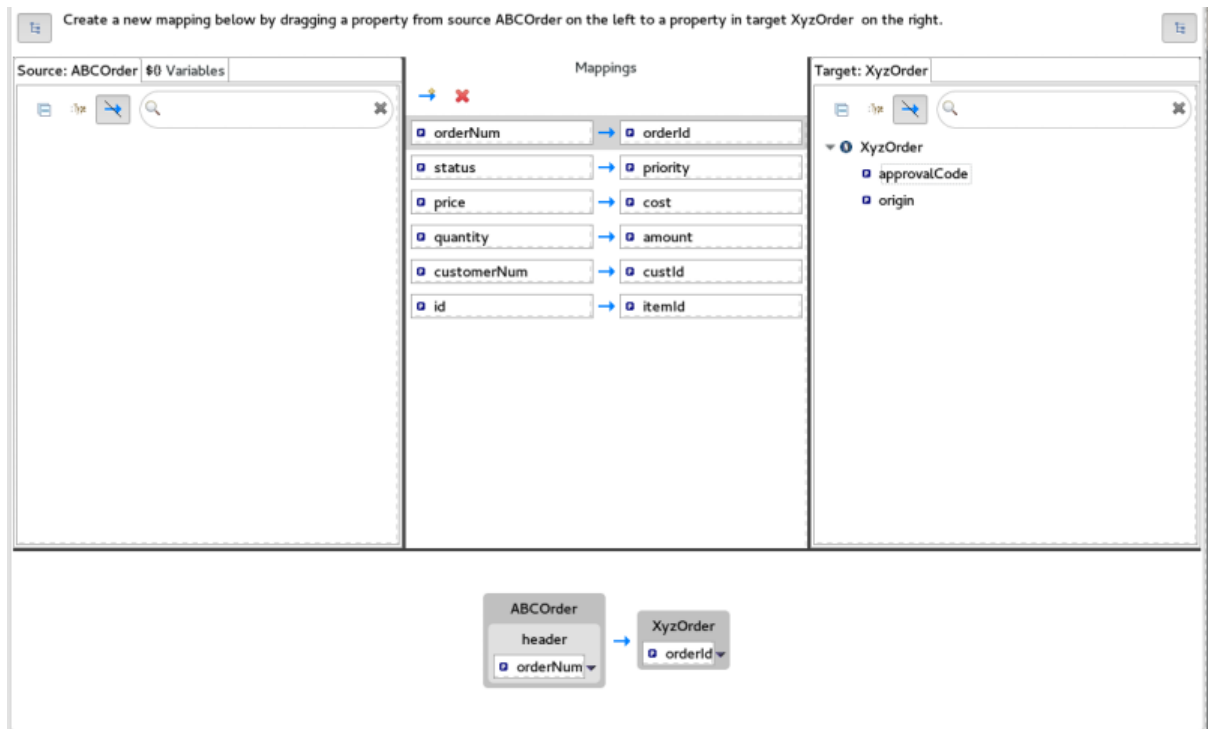 Create a new mapping below by dragging a property from source ABCOrder on the left to a property in target XyzOrder on the right.
Source: ABCOrder
${} Variables
Mappings
orderNum
orderId
status
priority
price
cost
quantity
amount
customerNum
custId
id
itemId
Target: XyzOrder
XyzOrder
approvalCode
origin
ABCOrder
header
orderNum
XyzOrder
orderId